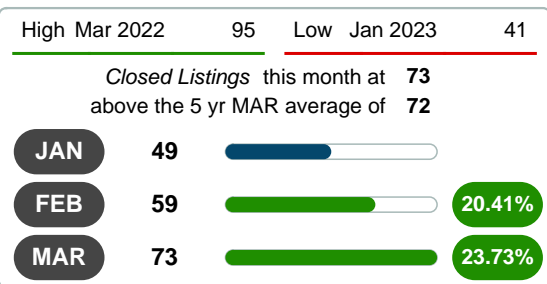 High Mar 2022 95 Low Jan 2023 41
Closed Listings this month at 73
above the 5 yr MAR average of 72
JAN 49
FEB 59 20.41%
MAR 73 23.73%